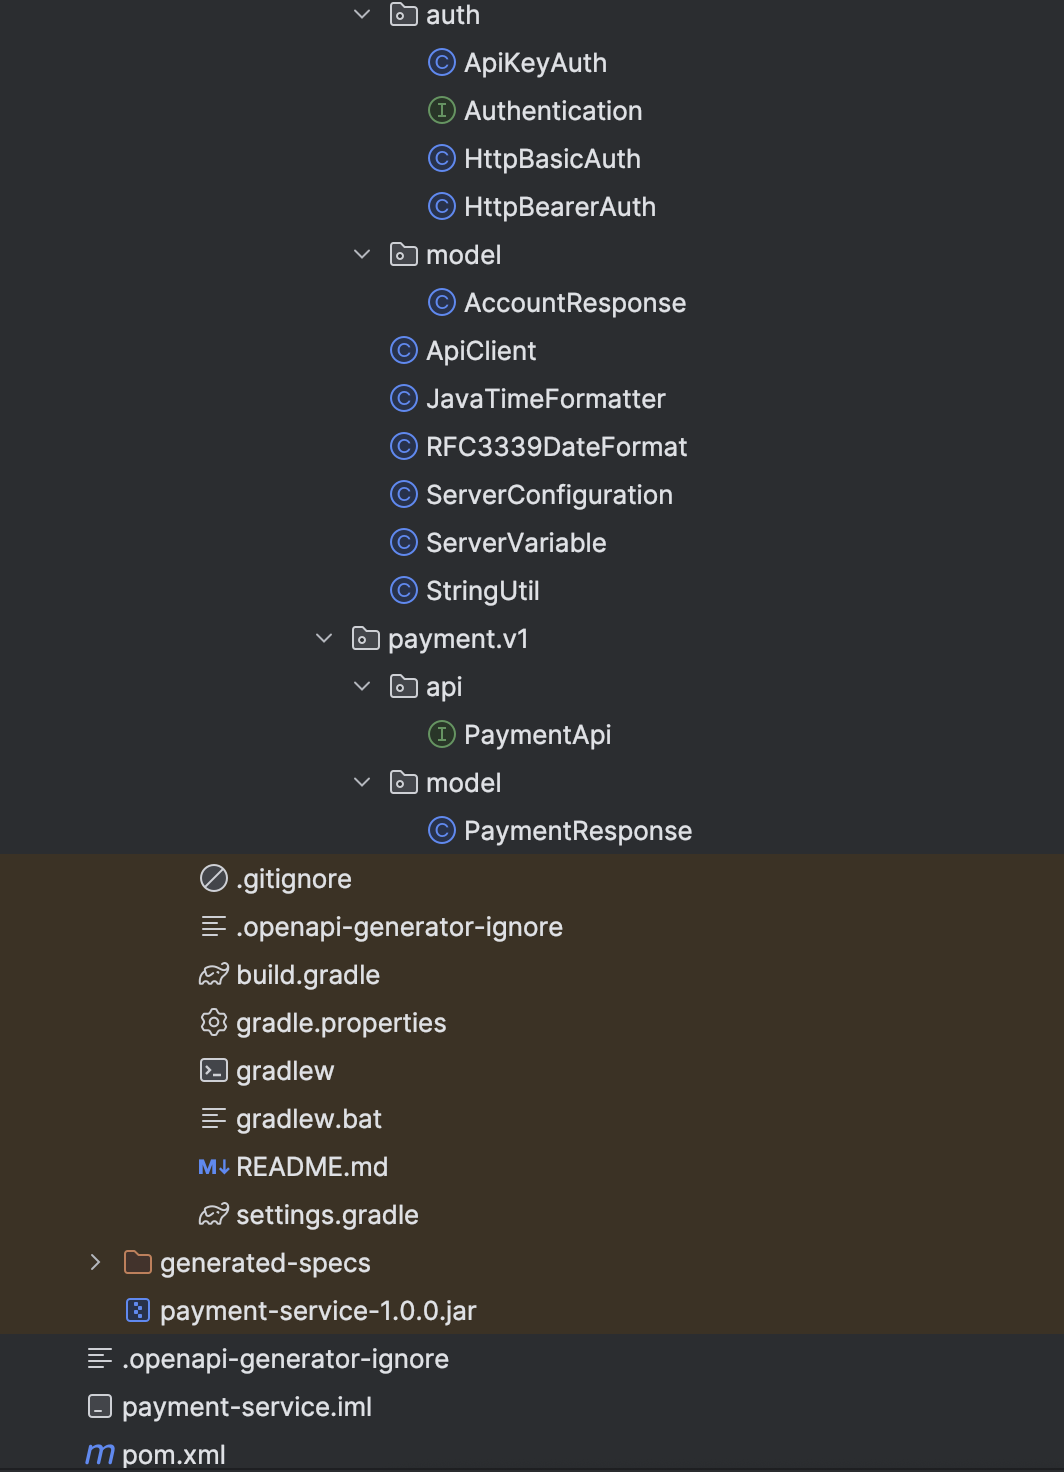 auth
ApiKeyAuth
Authentication
HttpBasicAuth
HttpBearerAuth
model
AccountResponse
ApiClient
JavaTimeFormatter
RFC3339DateFormat
ServerConfiguration
ServerVariable
StringUtil
payment.v1
api
PaymentApi
model
PaymentResponse
.gitignore
.openapi-generator-ignore
build.gradle
gradle.properties
gradlew
gradlew.bat
README.md
settings.gradle
generated-specs
payment-service-1.0.0.jar
.openapi-generator-ignore
payment-service.iml
pom.xml